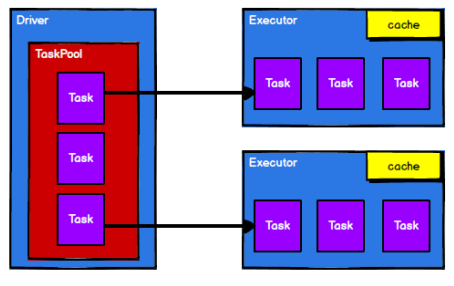 Driver
TaskPool
Task
Task
Task
Executor
cache
Task Task Task
Executor
cache
Task Task Task